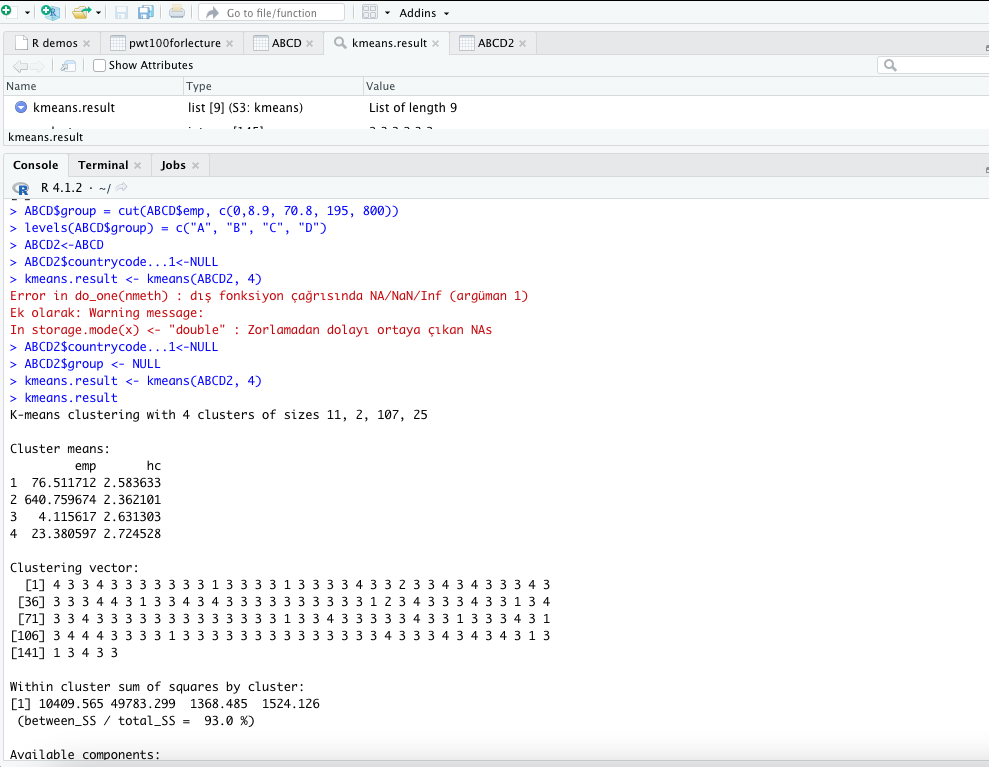 Go to file/function Addins
R demos pwt100forlecture ABCD kmeans.result ABCD2
Show Attributes
Name Type Value
kmeans.result list [9] (S3: kmeans) List of length 9
kmeans.result
Console Terminal Jobs
R 4.1.2 · ~/
> ABCD$group = cut(ABCD$emp, c(0,8.9, 70.8, 195, 800))
> levels(ABCD$group) = c("A", "B", "C", "D")
> ABCD2<-ABCD
> ABCD2$countrycode...1<-NULL
> kmeans.result <- kmeans(ABCD2, 4)
Error in do_one(nmeth) : dış fonksiyon çağrısında NA/NaN/Inf (argüman 1)
Ek olarak: Warning message:
In storage.mode(x) <- "double" : Zorlamadan dolayı ortaya çıkan NAs
> ABCD2$countrycode...1<-NULL
> ABCD2$group <- NULL
> kmeans.result <- kmeans(ABCD2, 4)
> kmeans.result
K-means clustering with 4 clusters of sizes 11, 2, 107, 25
Cluster means:
emp hc
1 76.511712 2.583633
2 640.759674 2.362101
3 4.115617 2.631303
4 23.380597 2.724528
Clustering vector:
[1] 4 3 3 4 3 3 3 3 3 3 3 1 3 3 3 3 1 3 3 3 3 4 3 3 2 3 3 4 3 4 3 3 3 4 3
[36] 3 3 3 4 4 3 1 3 3 4 3 4 3 3 3 3 3 3 3 3 3 3 1 2 3 4 3 3 3 4 3 3 1 3 4
[71] 3 3 4 3 3 3 3 3 3 3 3 3 3 3 3 3 1 3 3 4 3 3 3 3 3 4 3 3 1 3 3 3 4 3 1
[106] 3 4 4 4 3 3 3 3 1 3 3 3 3 3 3 3 3 3 3 3 3 3 3 4 3 3 3 4 3 4 3 4 3 1 3
[141] 1 3 4 3 3
Within cluster sum of squares by cluster:
[1] 10409.565 49783.299 1368.485 1524.126
(between_SS / total_SS = 93.0 %)
Available components: